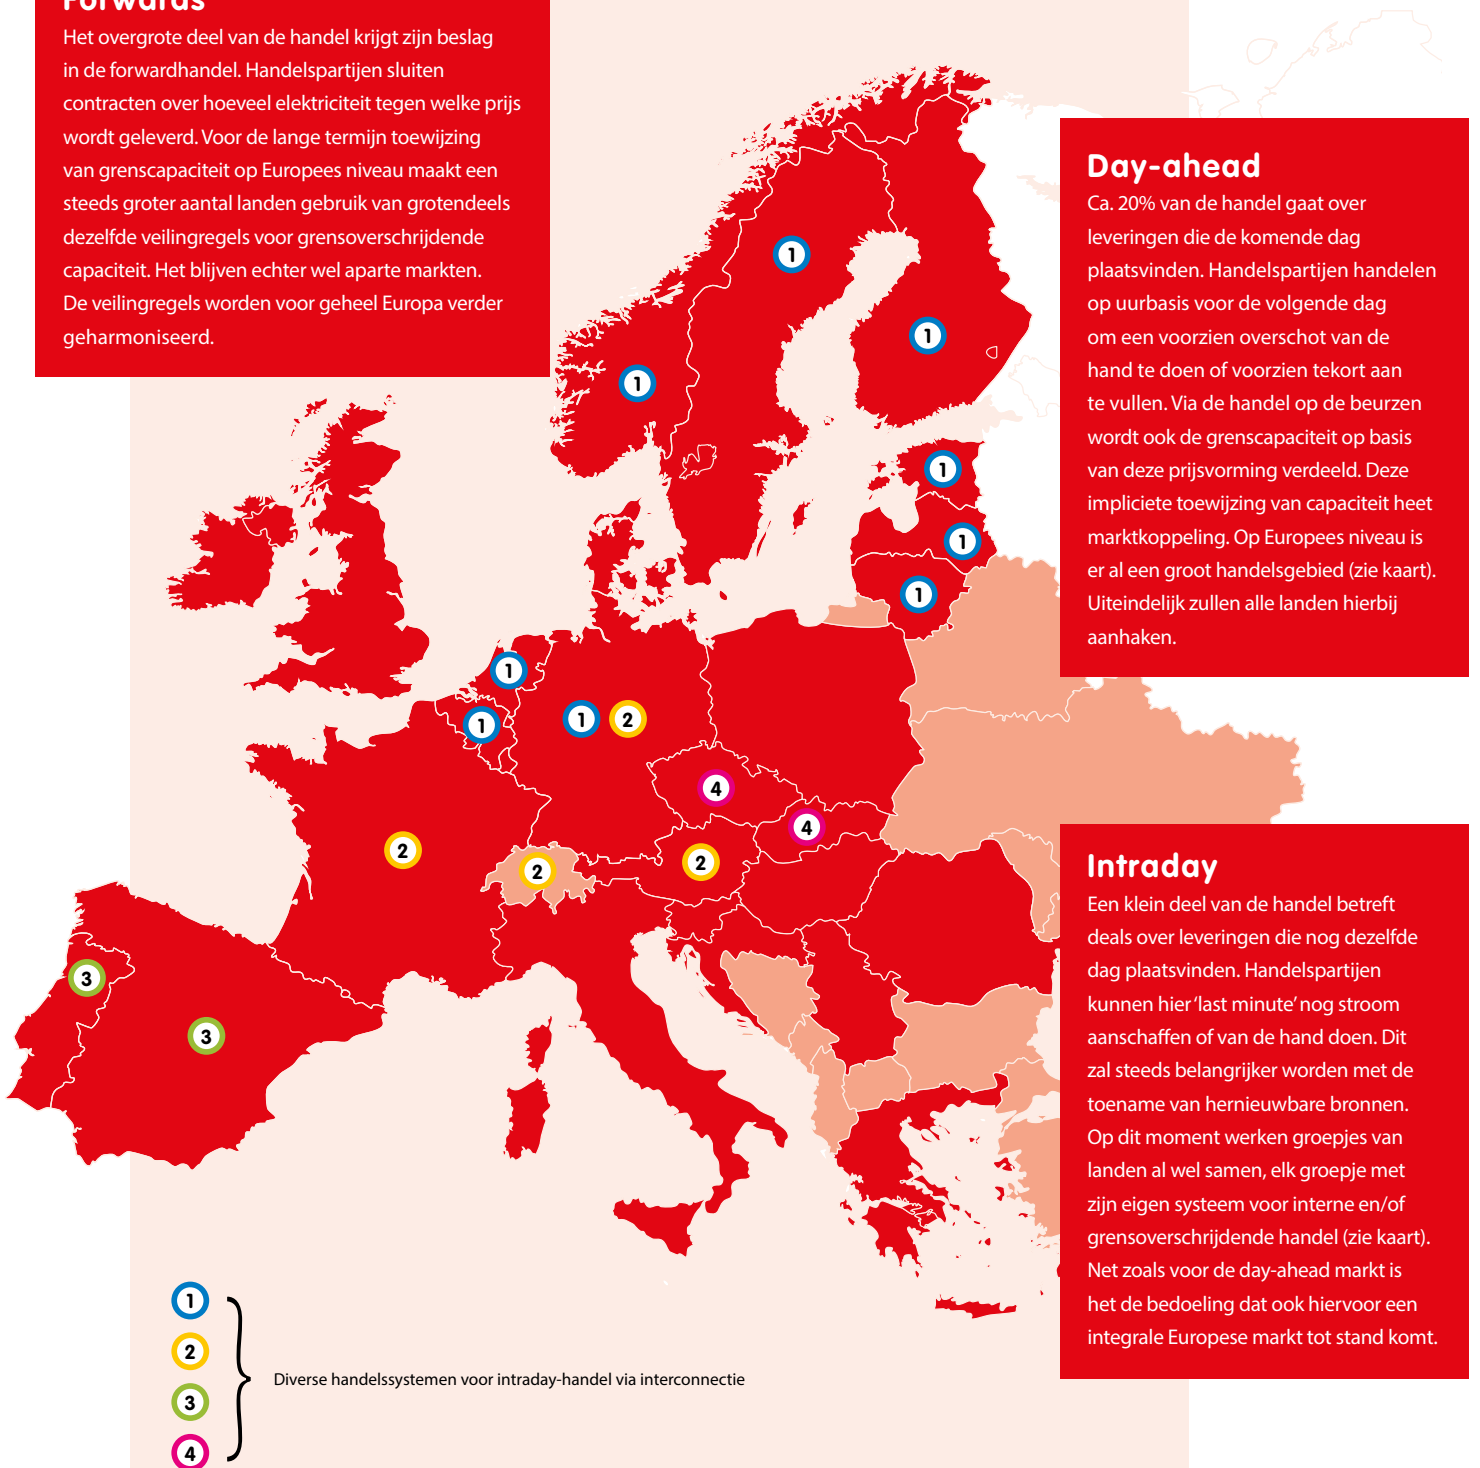 Forwards
Het overgrote deel van de handel krijgt zijn beslag
in de forwardhandel. Handelspartijen sluiten
contracten over hoeveel elektriciteit tegen welke prijs
wordt geleverd. Voor de lange termijn toewijzing
van grenscapaciteit op Europees niveau maakt een
steeds groter aantal landen gebruik van grotendeels
dezelfde veilingregels voor grensoverschrijdende
capaciteit. Het blijven echter wel aparte markten.
De veilingregels worden voor geheel Europa verder
geharmoniseerd.
Day-ahead
Ca. 20% van de handel gaat over
leveringen die de komende dag
plaatsvinden. Handelspartijen handelen
op uurbasis voor de volgende dag
om een voorzien overschot van de
hand te doen of voorzien tekort aan
te vullen. Via de handel op de beurzen
wordt ook de grenscapaciteit op basis
van deze prijsvorming verdeeld. Deze
impliciete toewijzing van capaciteit heet
marktkoppeling. Op Europees niveau is
er al een groot handelsgebied (zie kaart).
Uiteindelijk zullen alle landen hierbij
aanhaken.
1
1
1
1
1
1
1
1
1 2
4
4
2
2
2
3
3
Intraday
Een klein deel van de handel betreft
deals over leveringen die nog dezelfde
dag plaatsvinden. Handelspartijen
kunnen hier 'last minute' nog stroom
aanschaffen of van de hand doen. Dit
zal steeds belangrijker worden met de
toename van hernieuwbare bronnen.
Op dit moment werken groepjes van
landen al wel samen, elk groepje met
zijn eigen systeem voor interne en/of
grensoverschrijdende handel (zie kaart).
Net zoals voor de day-ahead markt is
het de bedoeling dat ook hiervoor een
integrale Europese markt tot stand komt.
1
2
3
4
Diverse handelssystemen voor intraday-handel via interconnectie